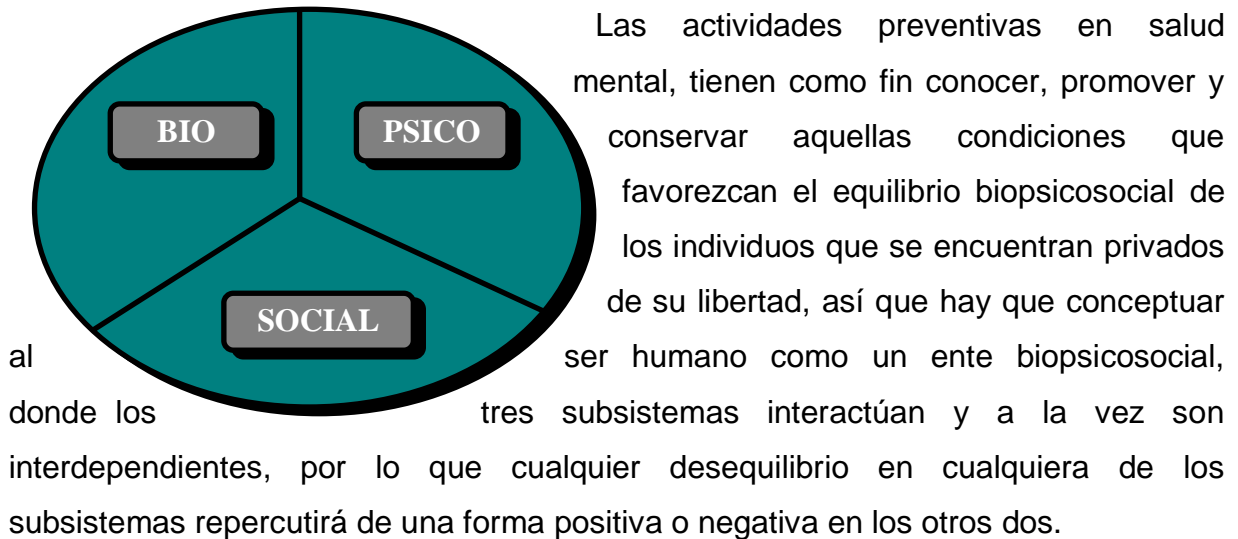 BIO
PSICO
SOCIAL
Las actividades preventivas en salud
mental, tienen como fin conocer, promover y
conservar aquellas condiciones que
favorezcan el equilibrio biopsicosocial de
los individuos que se encuentran privados
de su libertad, así que hay que conceptuar
al ser humano como un ente biopsicosocial,
donde los tres subsistemas interactúan y a la vez son
interdependientes, por lo que cualquier desequilibrio en cualquiera de los
subsistemas repercutirá de una forma positiva o negativa en los otros dos.